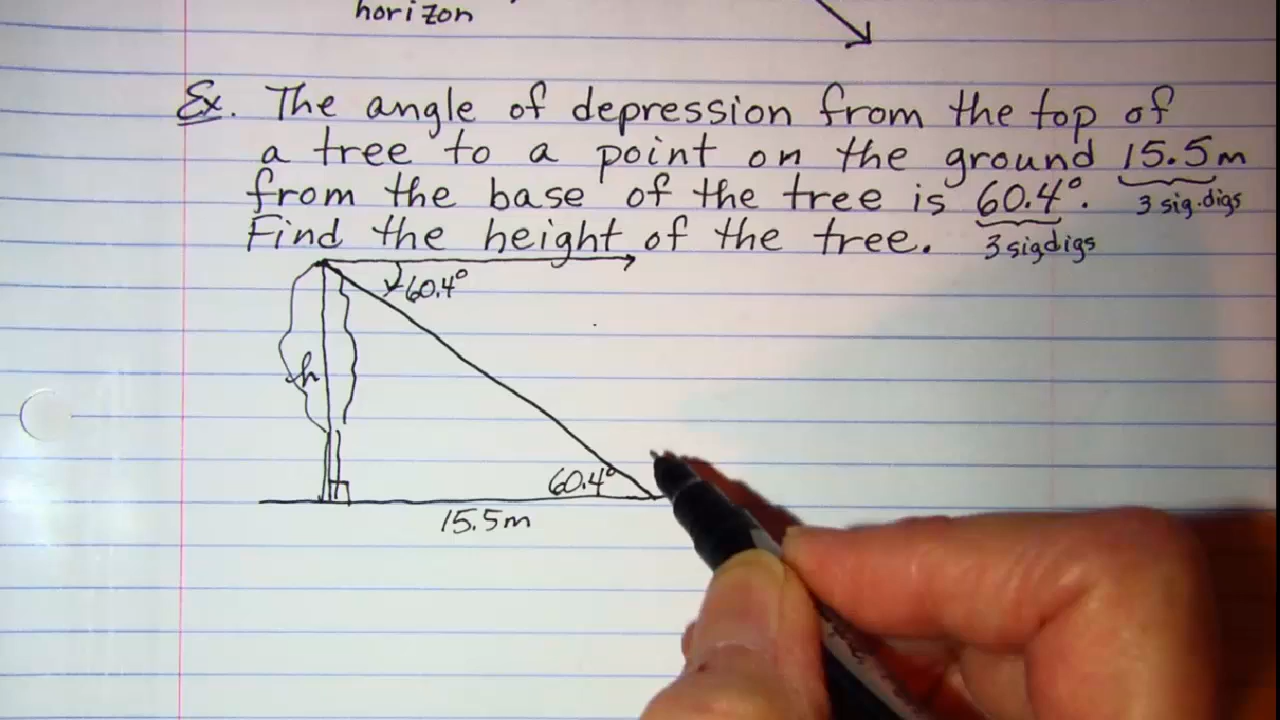 horizon
Ex. The angle of depression from the top of
a tree to a point on the ground 15.5m
from the base of the tree is 60.4°. 3 sig.digs
Find the height of the tree. 3sigdigs
60.4°
h
60.4°
15.5m